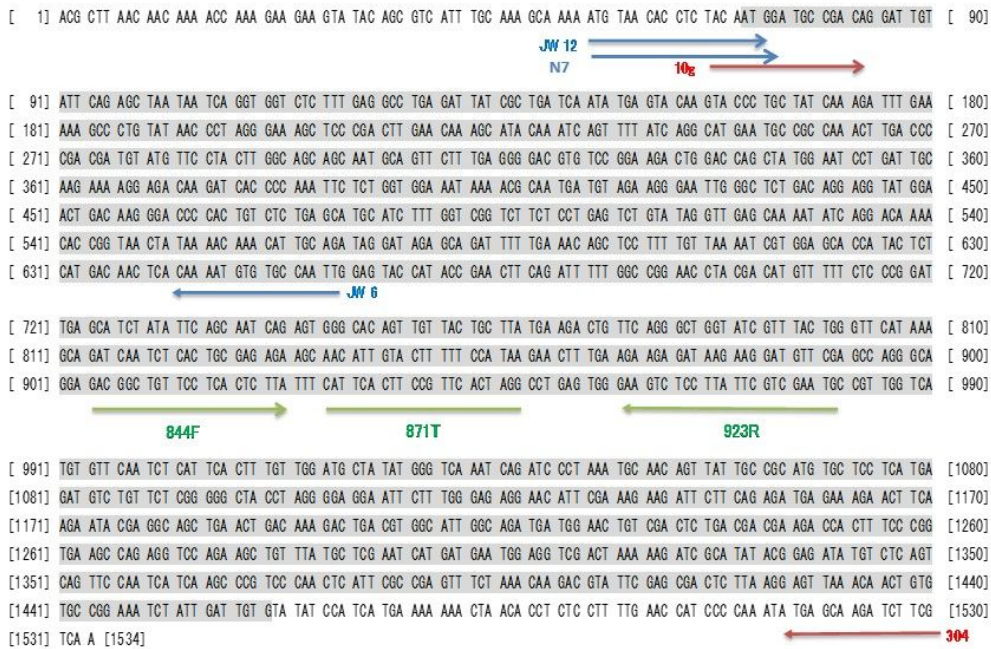 [ 1] ACG CTT AAC AAC AAA ACC AAA GAA GAA GTA TAC AGC GTC ATT TGC AAA GCA AAA ATG TAA CAC CTC TAC AAT GGA TGC CGA CAG GAT TGT [ 90]
JW 12
N7 10g
[ 91] ATT CAG AGC TAA TAA TCA GGT GGT CTC TTT GAG GCC TGA GAT TAT CGC TGA TCA ATA TGA GTA CAA GTA CCC TGC TAT CAA AGA TTT GAA [ 180]
[ 181] AAA GCC CTG TAT AAC CCT AGG GAA AGC TCC CGA CTT GAA CAA AGC ATA CAA ATC AGT TTT ATC AGG CAT GAA TGC CGC CAA ACT TGA CCC [ 270]
[ 271] CGA CGA TGT ATG TTC CTA CTT GGC AGC AGC AAT GCA GTT CTT TGA GGG GAC GTG TCC GGA AGA CTG GAC CAG CTA TGG AAT CCT GAT TGC [ 360]
[ 361] AAG AAA AGG AGA CAA GAT CAC CCC AAA TTC TCT GGT GGA AAT AAA ACG CAA TGA TGT AGA AGG GAA TTG GGC TCT GAC AGG AGG TAT GGA [ 450]
[ 451] ACT GAC AAG GGA CCC CAC TGT CTC TGA GCA TGC ATC TTT GGT CGG TCT TCT CCT GAG TCT GTA TAG GTT GAG CAA AAT ATC AGG ACA AAA [ 540]
[ 541] CAC CGG TAA CTA TAA AAC AAA CAT TGC AGA TAG GAT AGA GCA GAT TTT TGA AAC AGC TCC TTT TGT TAA AAT CGT GGA GCA CCA TAC TCT [ 630]
[ 631] CAT GAC AAC TCA CAA AAT GTG TGC CAA TTG GAG TAC CAT ACC GAA CTT CAG ATT TTT GGC CGG AAC CTA CGA CAT GTT TTT CTC CCG GAT [ 720]
JW 6
[ 721] TGA GCA TCT ATA TTC AGC AAT CAG AGT GGG CAC AGT TGT TAC TGC TTA TGA AGA CTG TTC AGG GCT GGT ATC GTT TAC TGG GTT CAT AAA [ 810]
[ 811] GCA GAT CAA TCT CAC TGC GAG AGA AGC AAC ATT GTA CTT TTT CCA TAA GAA CTT TGA AGA AGA GAT AAG AAG GAT GTT CGA GCC AGG GCA [ 900]
[ 901] GGA GAC GGC TGT TCC TCA CTC TTA TTT CAT TCA CTT CCG TTC ACT AGG CCT GAG TGG GAA GTC TCC TTA TTC GTC GAA TGC CGT TGG TCA [ 990]
844F 871T 923R
[ 991] TGT GTT CAA TCT CAT TCA CTT TGT TGG ATG CTA TAT GGG TCA AAT CAG ATC CCT AAA TGC AAC AGT TAT TGC CGC ATG TGC TCC TCA TGA [1080]
[1081] GAT GTC TGT TCT CGG GGG CTA CCT AGG GGA GGA ATT CTT TGG GAG AGG AAC ATT CGA AAG AAG ATT CTT CAG AGA TGA GAA AGA ACT TCA [1170]
[1171] AGA ATA CGA GGC AGC TGA ACT GAC AAA GAC TGA CGT GGC ATT GGC AGA TGA TGG AAC TGT CGA CTC TGA CGA CGA AGA CCA CTT TCC CGG [1260]
[1261] TGA AGC CAG AGG TCC AGA AGC TGT TTA TGC TCG AAT CAT GAT GAA TGG AGG TCG ACT AAA AAG ATC GCA TAT ACG GAG ATA TGT CTC AGT [1350]
[1351] CAG TTC CAA TCA TCA AGC CCG TCC CAA CTC ATT CGC CGA GTT TCT AAA CAA GAC GTA TTC GAG CGA CTC TTA AGG AGT TAA ACA ACT GTG [1440]
[1441] TGC CGG AAA TCT ATT GAT TGT GTA TAT CCA TCA TGA AAA AAA CTA ACA CCT CTC CTT TTG AAC CAT CCC CAA ATA TGA GCA AGA TCT TCG [1530]
[1531] TCA A [1534] 304